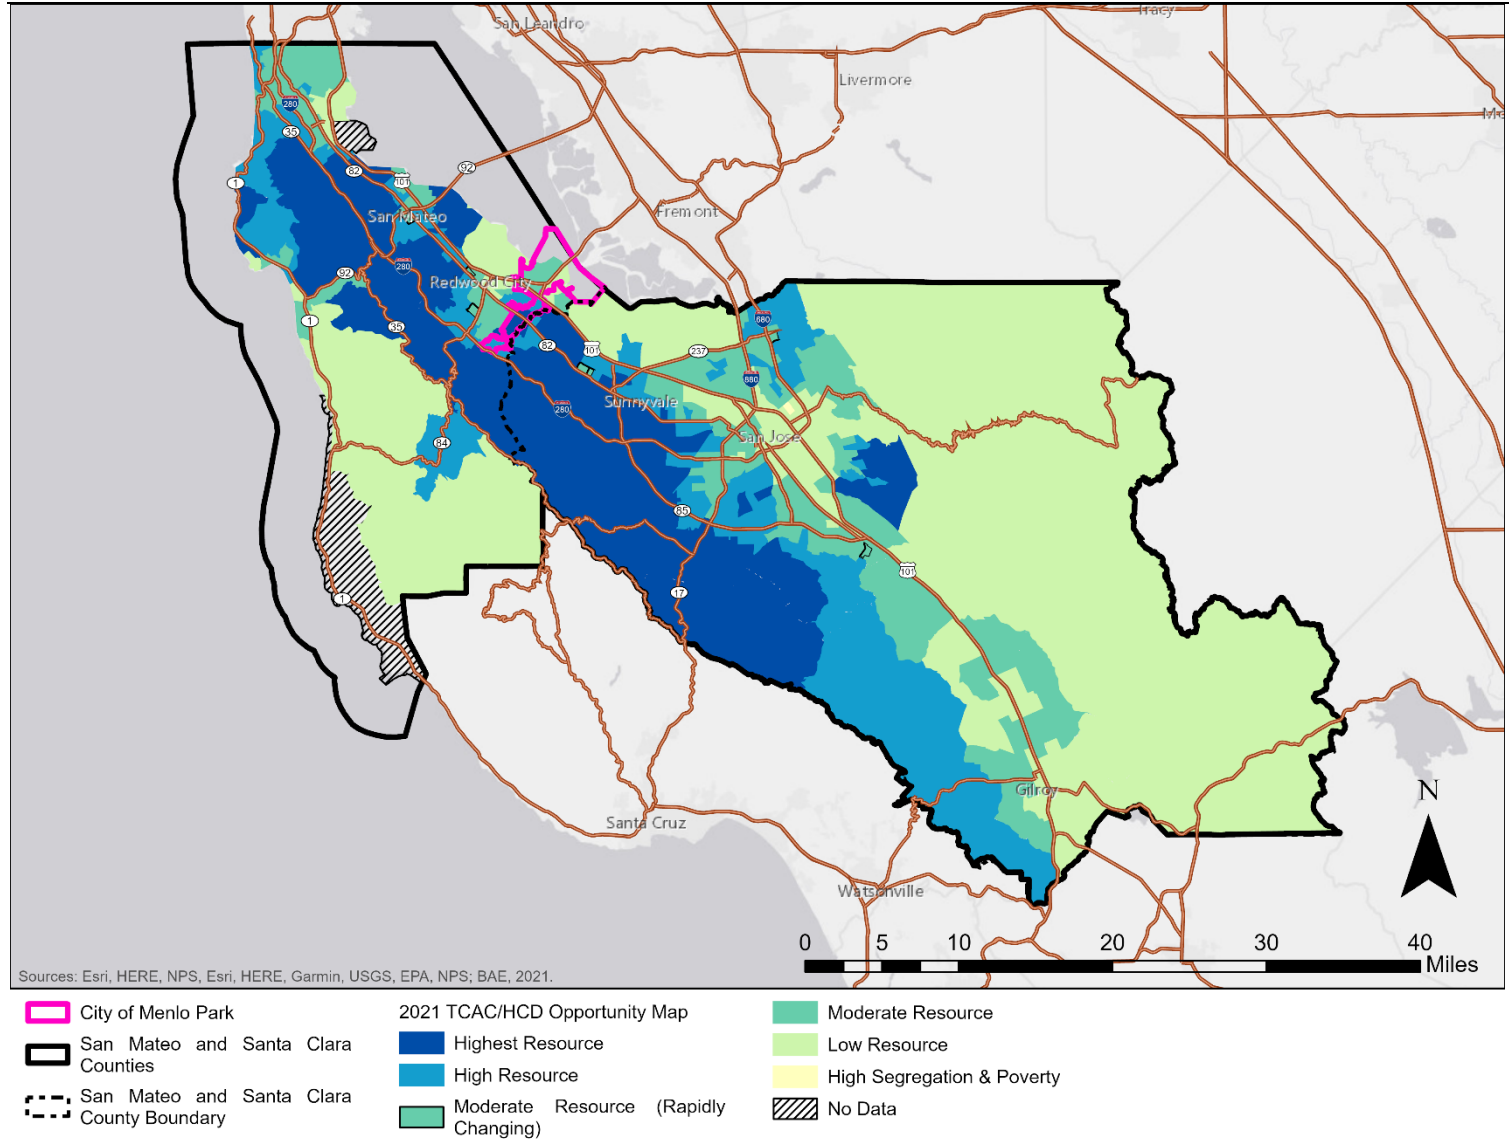 San Leandro
Tracy
Livermore
280
35
82
101
92
1
San Mateo
Fremont
280
92
Redwood City
1
35
82
101
237
680
880
280
Sunnyvale
San Jose
84
85
101
1
17
Gilroy
Santa Cruz
Watsonville
N
0 5 10 20 30 40
Miles
Sources: Esri, HERE, NPS, Esri, HERE, Garmin, USGS, EPA, NPS; BAE, 2021.
City of Menlo Park
San Mateo and Santa Clara
Counties
San Mateo and Santa Clara
County Boundary
2021 TCAC/HCD Opportunity Map
Highest Resource
High Resource
Moderate Resource (Rapidly
Changing)
Moderate Resource
Low Resource
High Segregation & Poverty
No Data